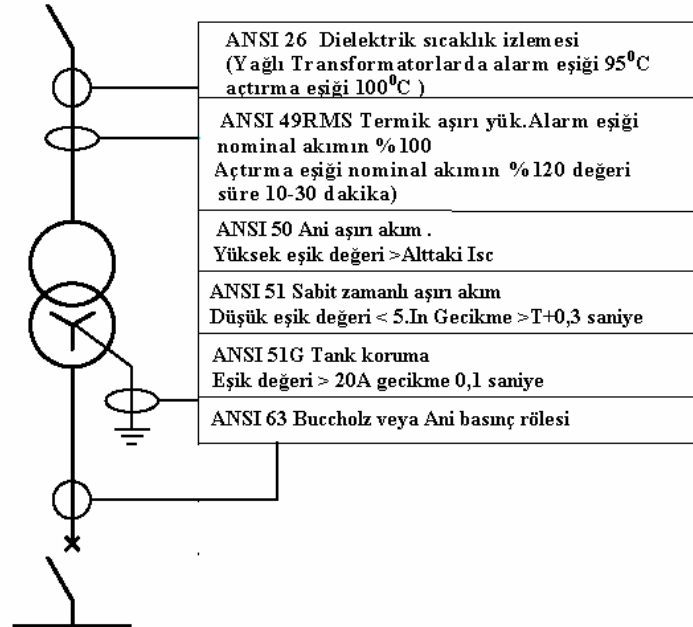 ANSI 26 Dielektrik sıcaklık izlemesi
(Yağlı Transformatorlarda alarm eşiği 95⁰C
açtırma eşiği 100⁰C )
ANSI 49RMS Termik aşırı yük.Alarm eşiği
nominal akımın %100
Açtırma eşiği nominal akımın %120 değeri
süre 10-30 dakika)
ANSI 50 Ani aşırı akım .
Yüksek eşik değeri >Alttaki Isc
ANSI 51 Sabit zamanlı aşırı akım
Düşük eşik değeri < 5.In Gecikme >T+0,3 saniye
ANSI 51G Tank koruma
Eşik değeri > 20A gecikme 0,1 saniye
ANSI 63 Buccholz veya Ani basınç rölesi